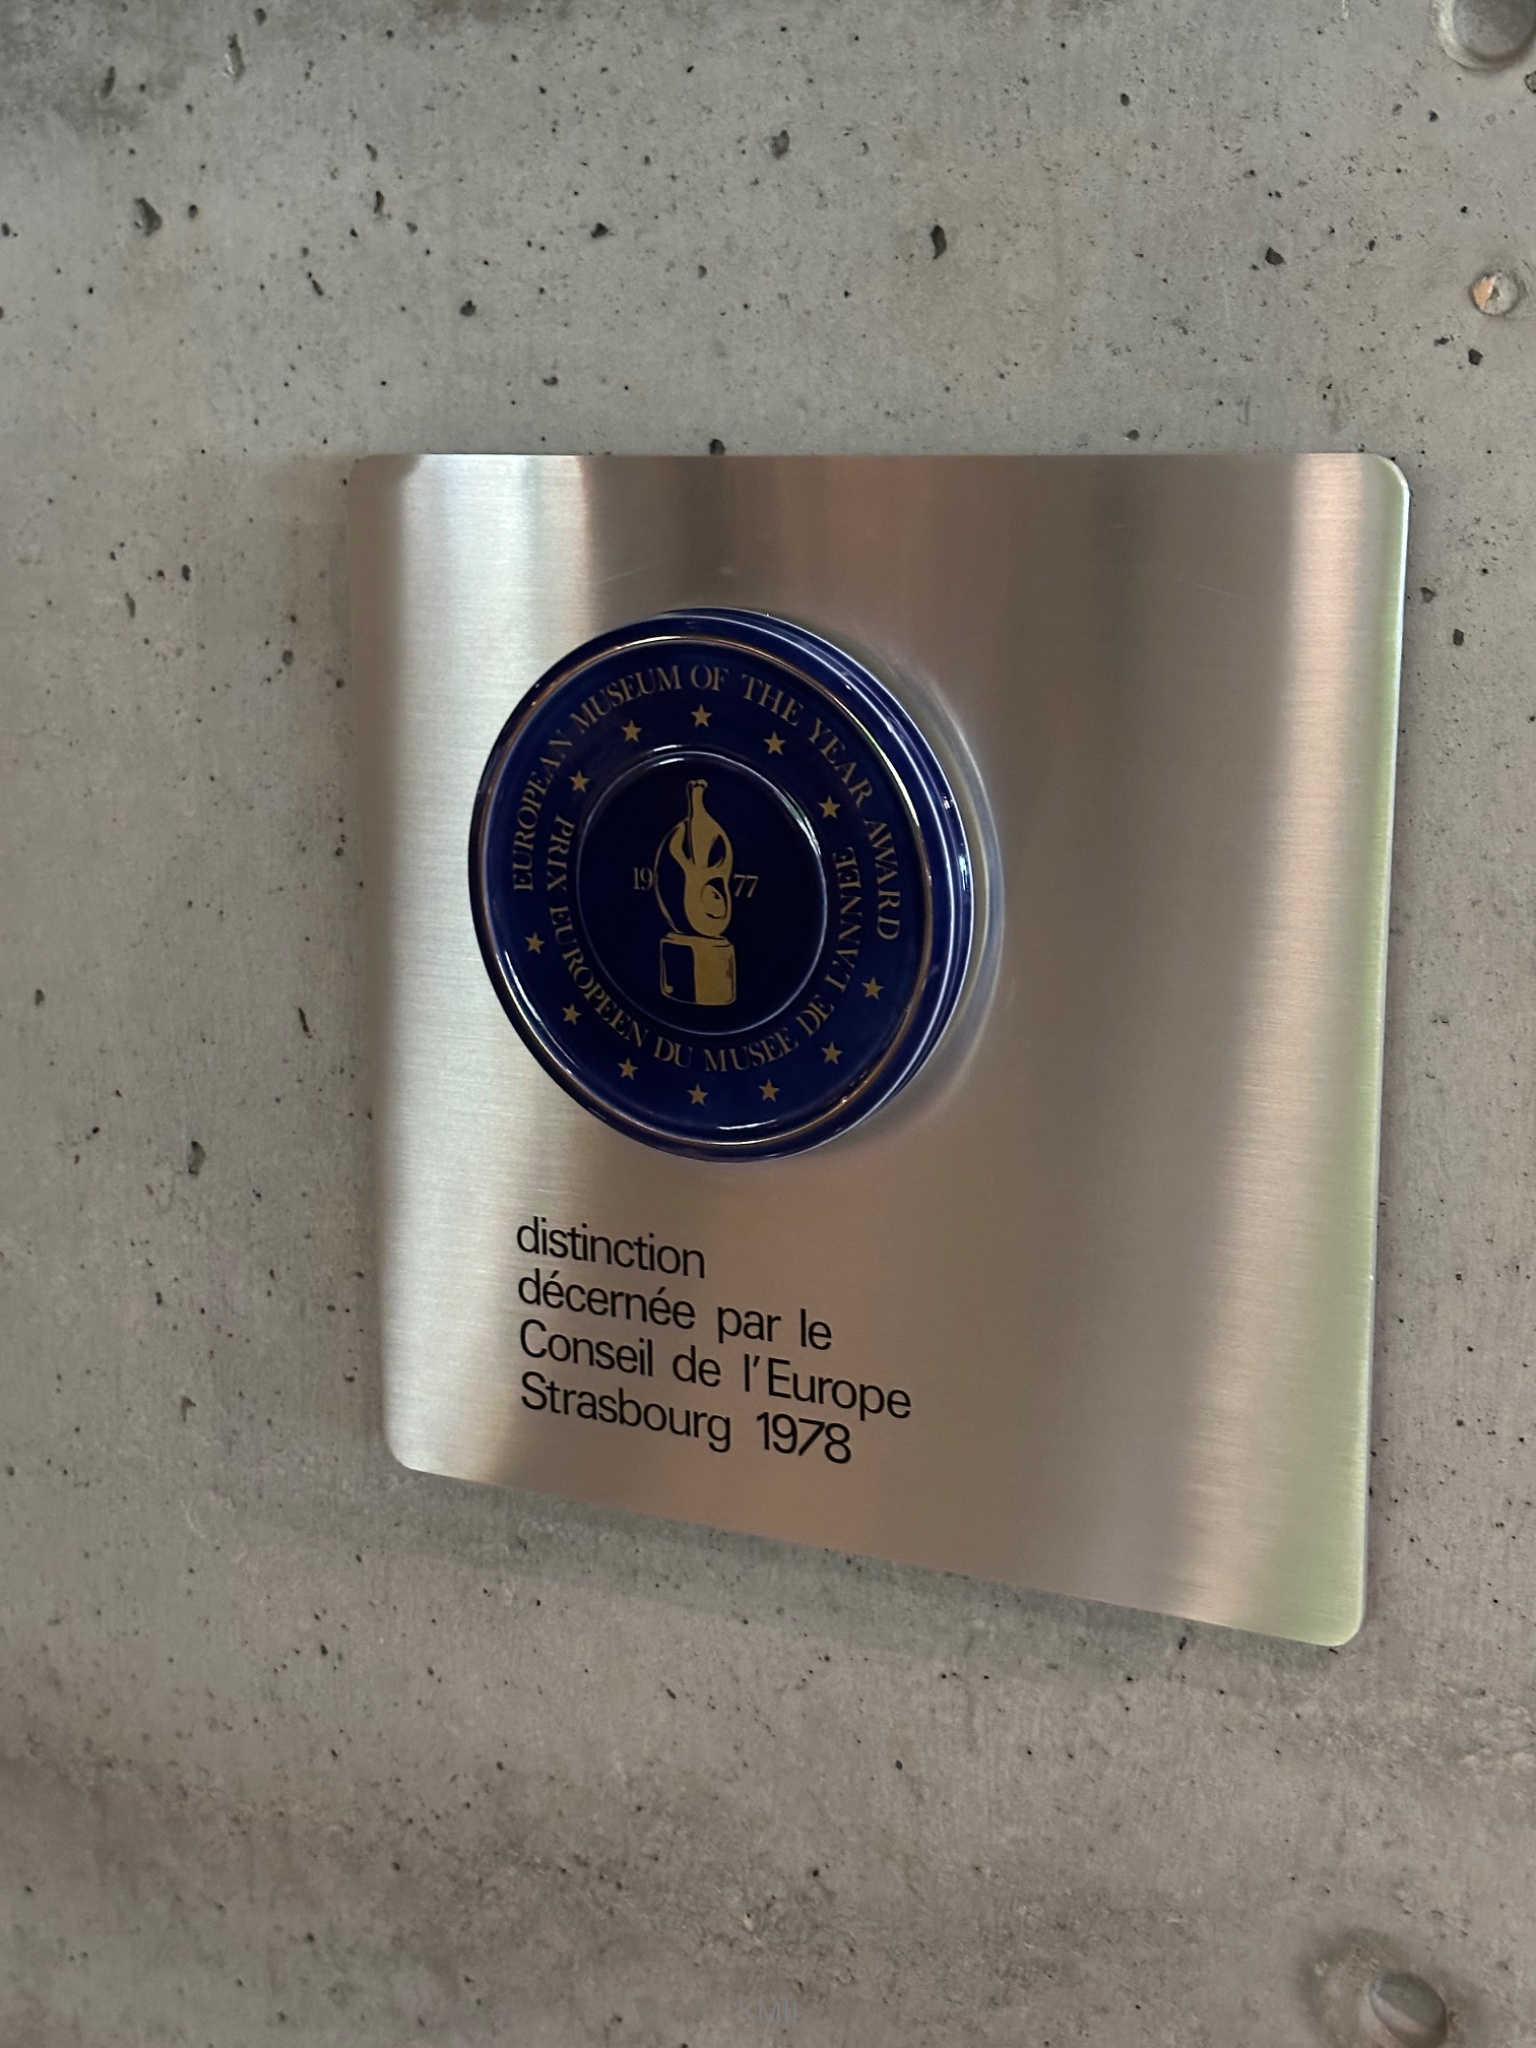 EUROPEAN MUSEUM OF THE YEAR AWARD
PRIX EUROPEEN DU MUSEE DE L'ANNEE
19 77
distinction
décernée par le
Conseil de l'Europe
Strasbourg 1978